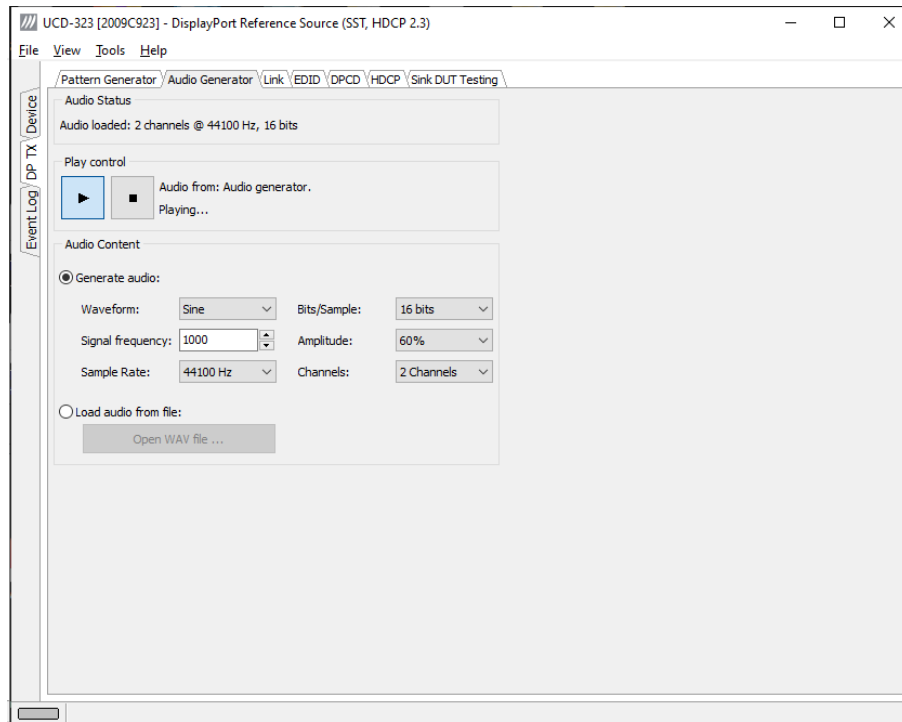 UCD-323 [2009C923] - DisplayPort Reference Source (SST, HDCP 2.3)
File View Tools Help
Device
DP TX
Event Log
Pattern Generator Audio Generator Link EDID DPCD HDCP Sink DUT Testing
Audio Status
Audio loaded: 2 channels @ 44100 Hz, 16 bits
Play control
Audio from: Audio generator.
Playing...
Audio Content
Generate audio:
Waveform: Sine Bits/Sample: 16 bits
Signal frequency: 1000 Amplitude: 60%
Sample Rate: 44100 Hz Channels: 2 Channels
Load audio from file:
Open WAV file ...